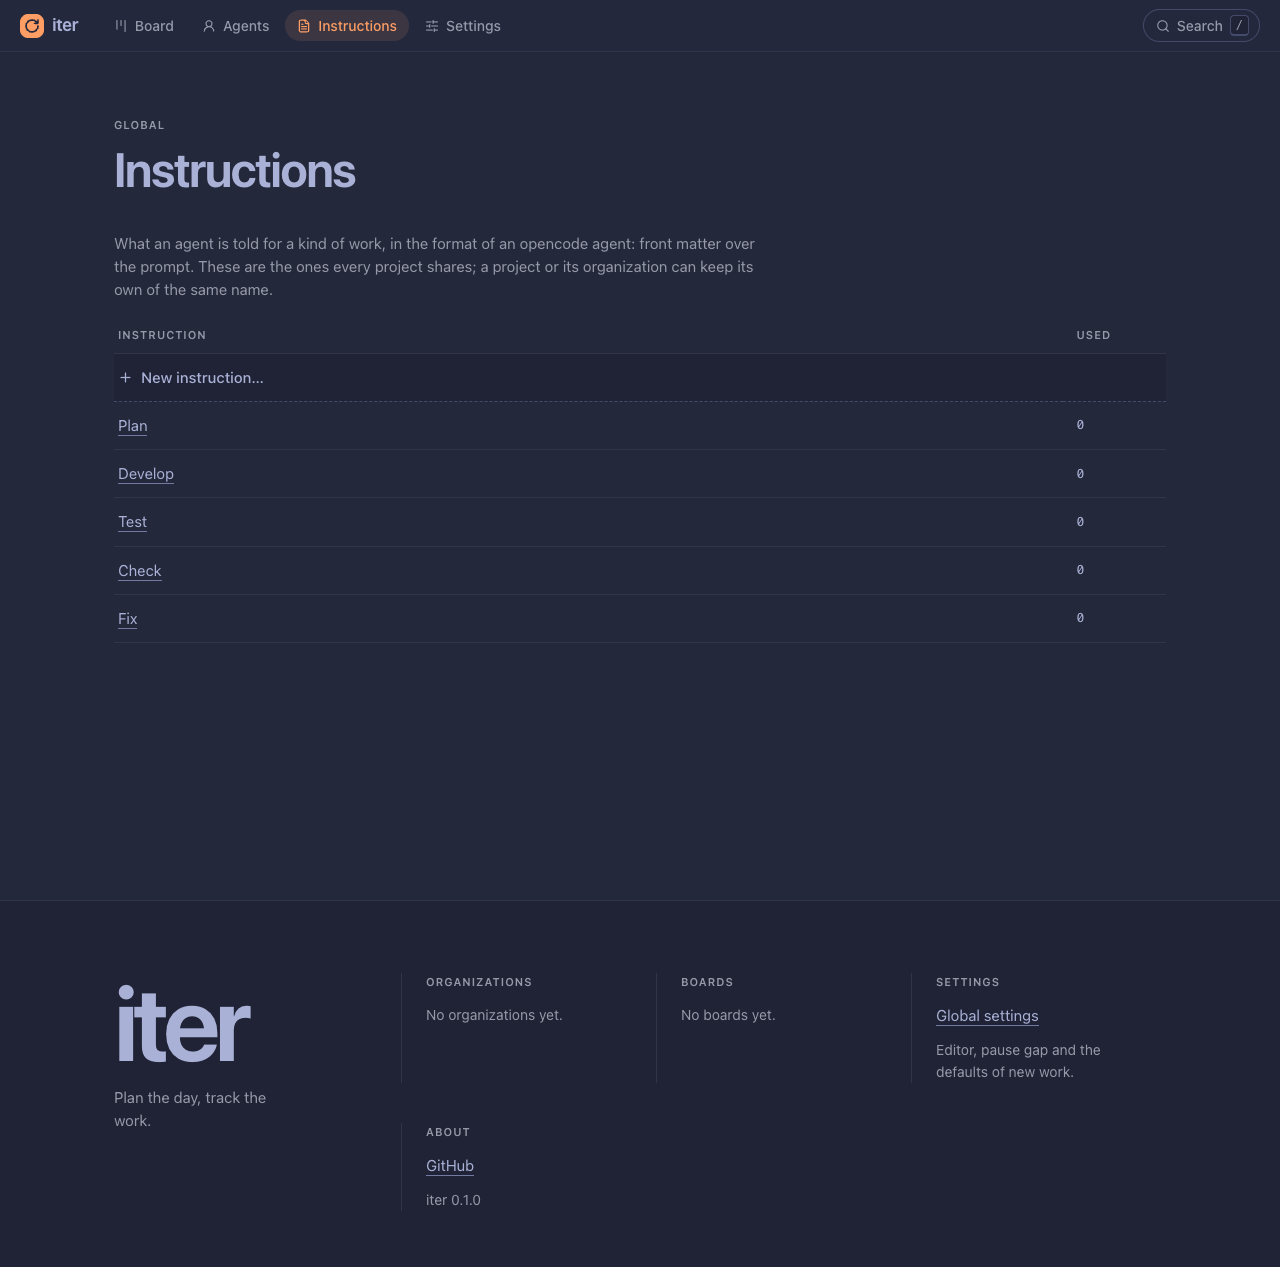 iter
Board
Agents
Instructions
Settings
Search /
GLOBAL
Instructions
What an agent is told for a kind of work, in the format of an opencode agent: front matter over
the prompt. These are the ones every project shares; a project or its organization can keep its
own of the same name.
INSTRUCTION USED
+ New instruction...
Plan 0
Develop 0
Test 0
Check 0
Fix 0
iter
Plan the day, track the
work.
ORGANIZATIONS
No organizations yet.
BOARDS
No boards yet.
SETTINGS
Global settings
Editor, pause gap and the
defaults of new work.
ABOUT
GitHub
iter 0.1.0